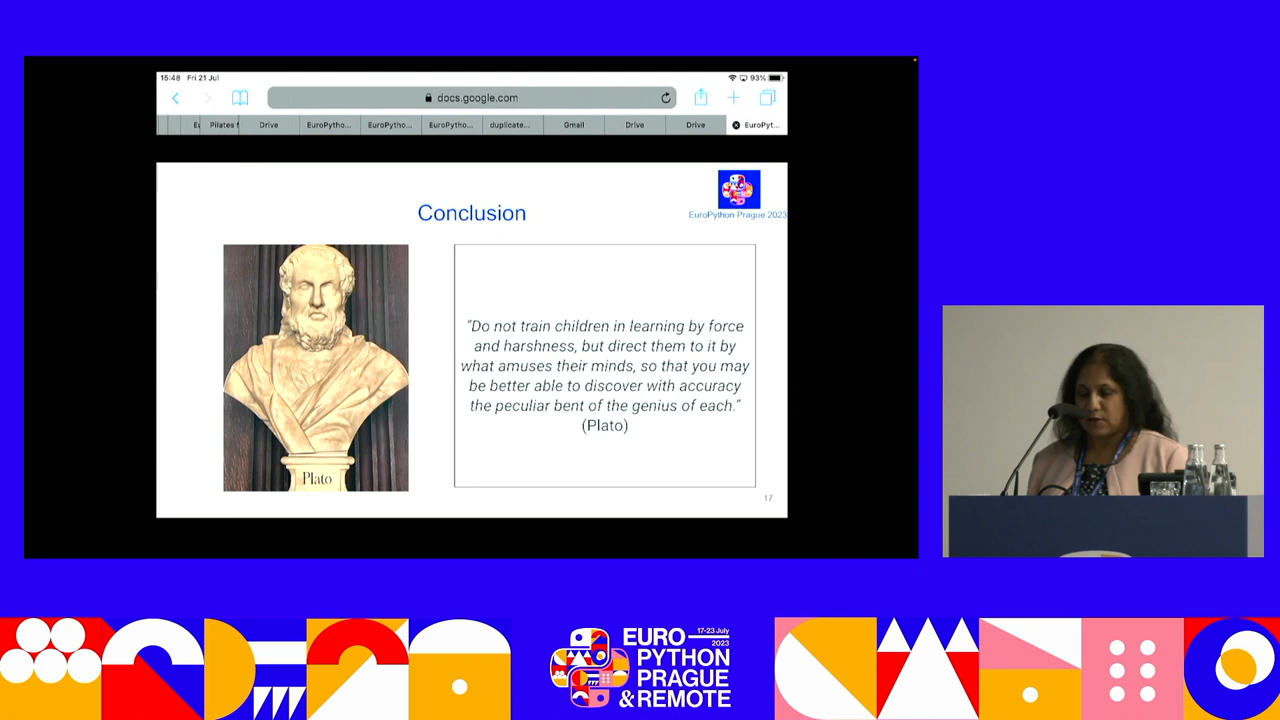 15:48 Fri 21 Jul
93%
docs.google.com
Pilates f
Drive
EuroPytho...
EuroPytho...
EuroPytho...
duplicate...
Gmail
Drive
Drive
EuroPyt...
EuroPython Prague 2023
Conclusion
"Do not train children in learning by force
and harshness, but direct them to it by
what amuses their minds, so that you may
be better able to discover with accuracy
the peculiar bent of the genius of each."
(Plato)
Plato
17
EURO 17-23 July
2023
PYTHON
PRAGUE
& REMOTE